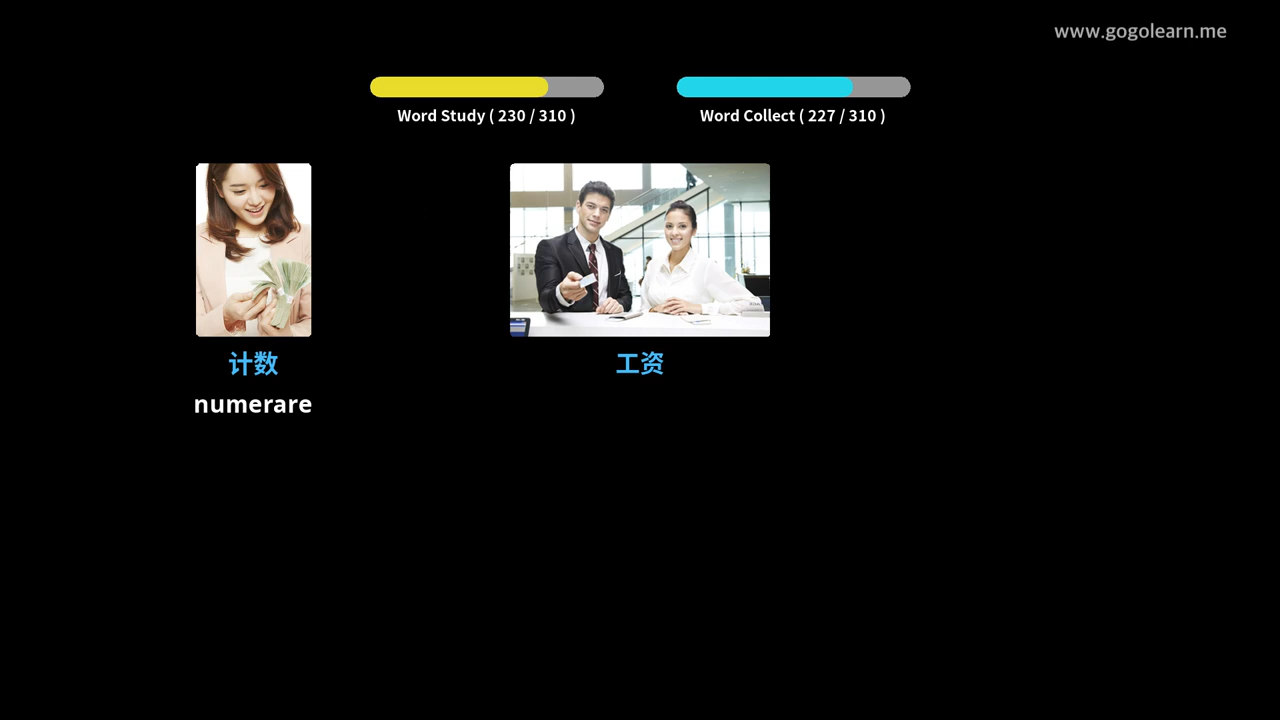 www.gogolearn.me
Word Study ( 230 / 310 )
Word Collect ( 227 / 310 )
计数
工资
numerare